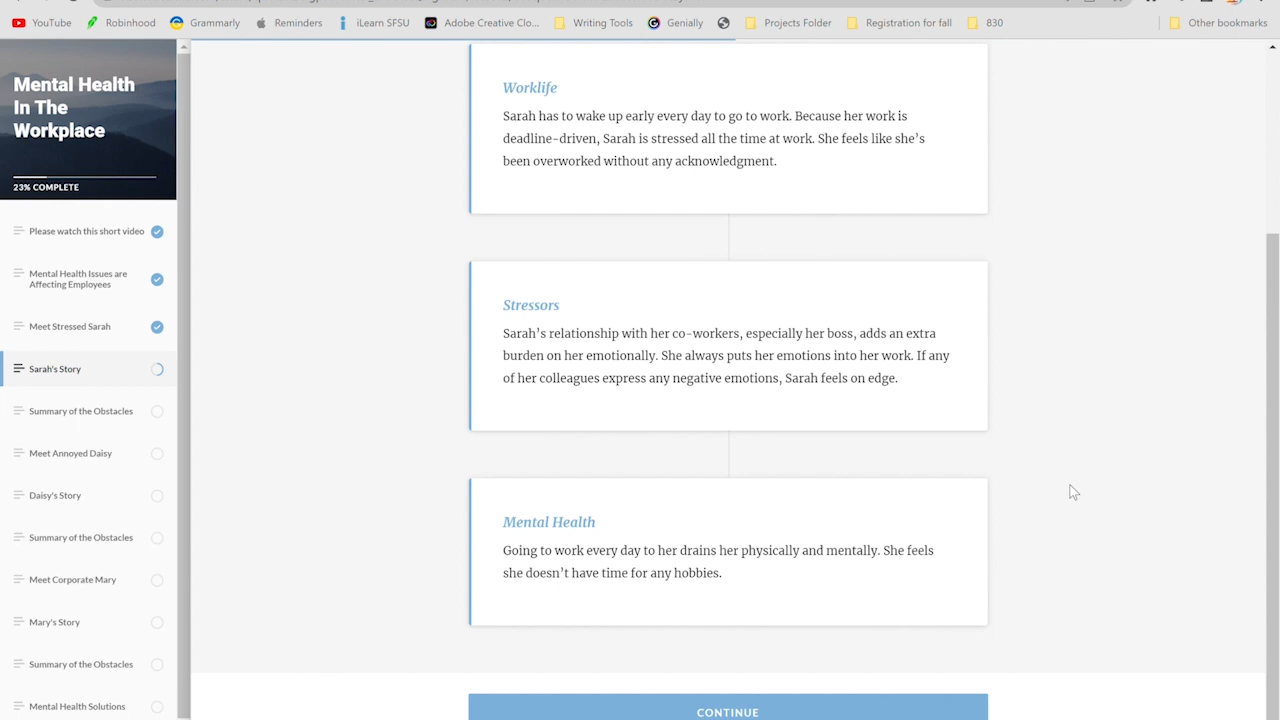 YouTube Robinhood Grammarly Reminders iLearn SFSU Adobe Creative Clo... Writing Tools Genially Projects Folder Registration for fall 830 Other bookmarks
Mental Health
In The
Workplace
23% COMPLETE
Please watch this short video
Mental Health Issues are
Affecting Employees
Meet Stressed Sarah
Sarah's Story
Summary of the Obstacles
Meet Annoyed Daisy
Daisy's Story
Summary of the Obstacles
Meet Corporate Mary
Mary's Story
Summary of the Obstacles
Mental Health Solutions
Worklife
Sarah has to wake up early every day to go to work. Because her work is
deadline-driven, Sarah is stressed all the time at work. She feels like she’s
been overworked without any acknowledgment.
Stressors
Sarah’s relationship with her co-workers, especially her boss, adds an extra
burden on her emotionally. She always puts her emotions into her work. If any
of her colleagues express any negative emotions, Sarah feels on edge.
Mental Health
Going to work every day to her drains her physically and mentally. She feels
she doesn’t have time for any hobbies.
CONTINUE